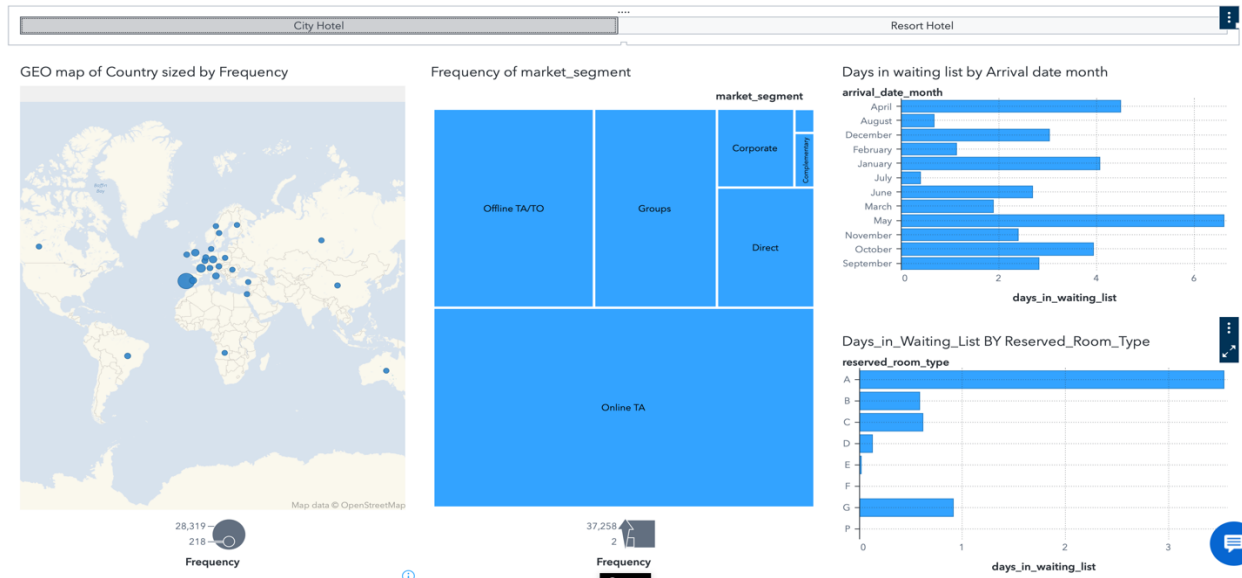 City Hotel
Resort Hotel
GEO map of Country sized by Frequency
Map data © OpenStreetMap
28,319
218
Frequency
Frequency of market_segment
market_segment
Offline TA/TO
Groups
Corporate
Complementary
Direct
Online TA
37,258
2
Frequency
Days in waiting list by Arrival date month
arrival_date_month
April
August
December
February
January
July
June
March
May
November
October
September
0 2 4 6
days_in_waiting_list
Days_in_Waiting_List BY Reserved_Room_Type
reserved_room_type
A
B
C
D
E
F
G
P
0 1 2 3
days_in_waiting_list